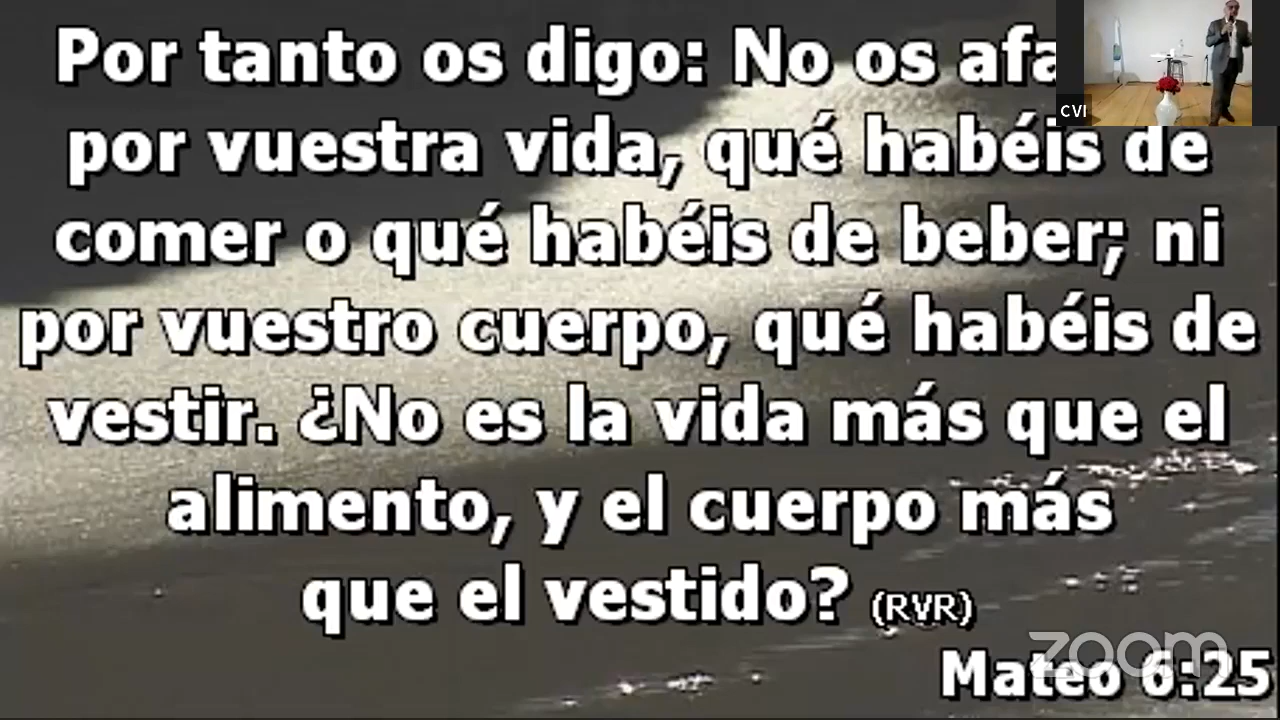 Por tanto os digo: No os
por vuestra vida, qué habéis de
comer o qué habéis de beber; ni
por vuestro cuerpo, qué habéis de
vestir. ¿No es la vida más que el
alimento, y el cuerpo más
que el vestido? (RVR)
Mateo 6:25
CVI
zoom